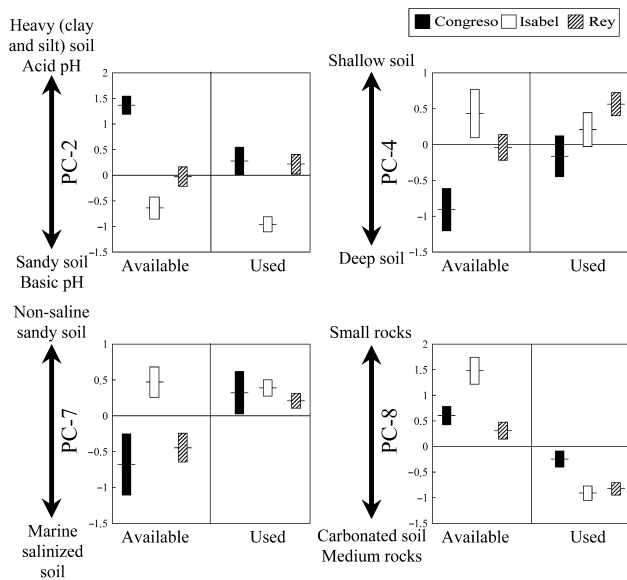 Congreso Isabel Rey
Heavy (clay
and silt) soil
Acid pH
PC-2
2
1.5
1
0.5
0
-0.5
-1
-1.5
Sandy soil
Basic pH
Available Used
Shallow soil
PC-4
1
0.5
0
-0.5
-1
-1.5
Deep soil
Available Used
Non-saline
sandy soil
PC-7
1
0,5
0
-0.5
-1
-1.5
Marine
salinized
soil
Available Used
Small rocks
PC-8
2
1.5
1
0.5
0
-0.5
-1
-1.5
Carbonated soil
Medium rocks
Available Used